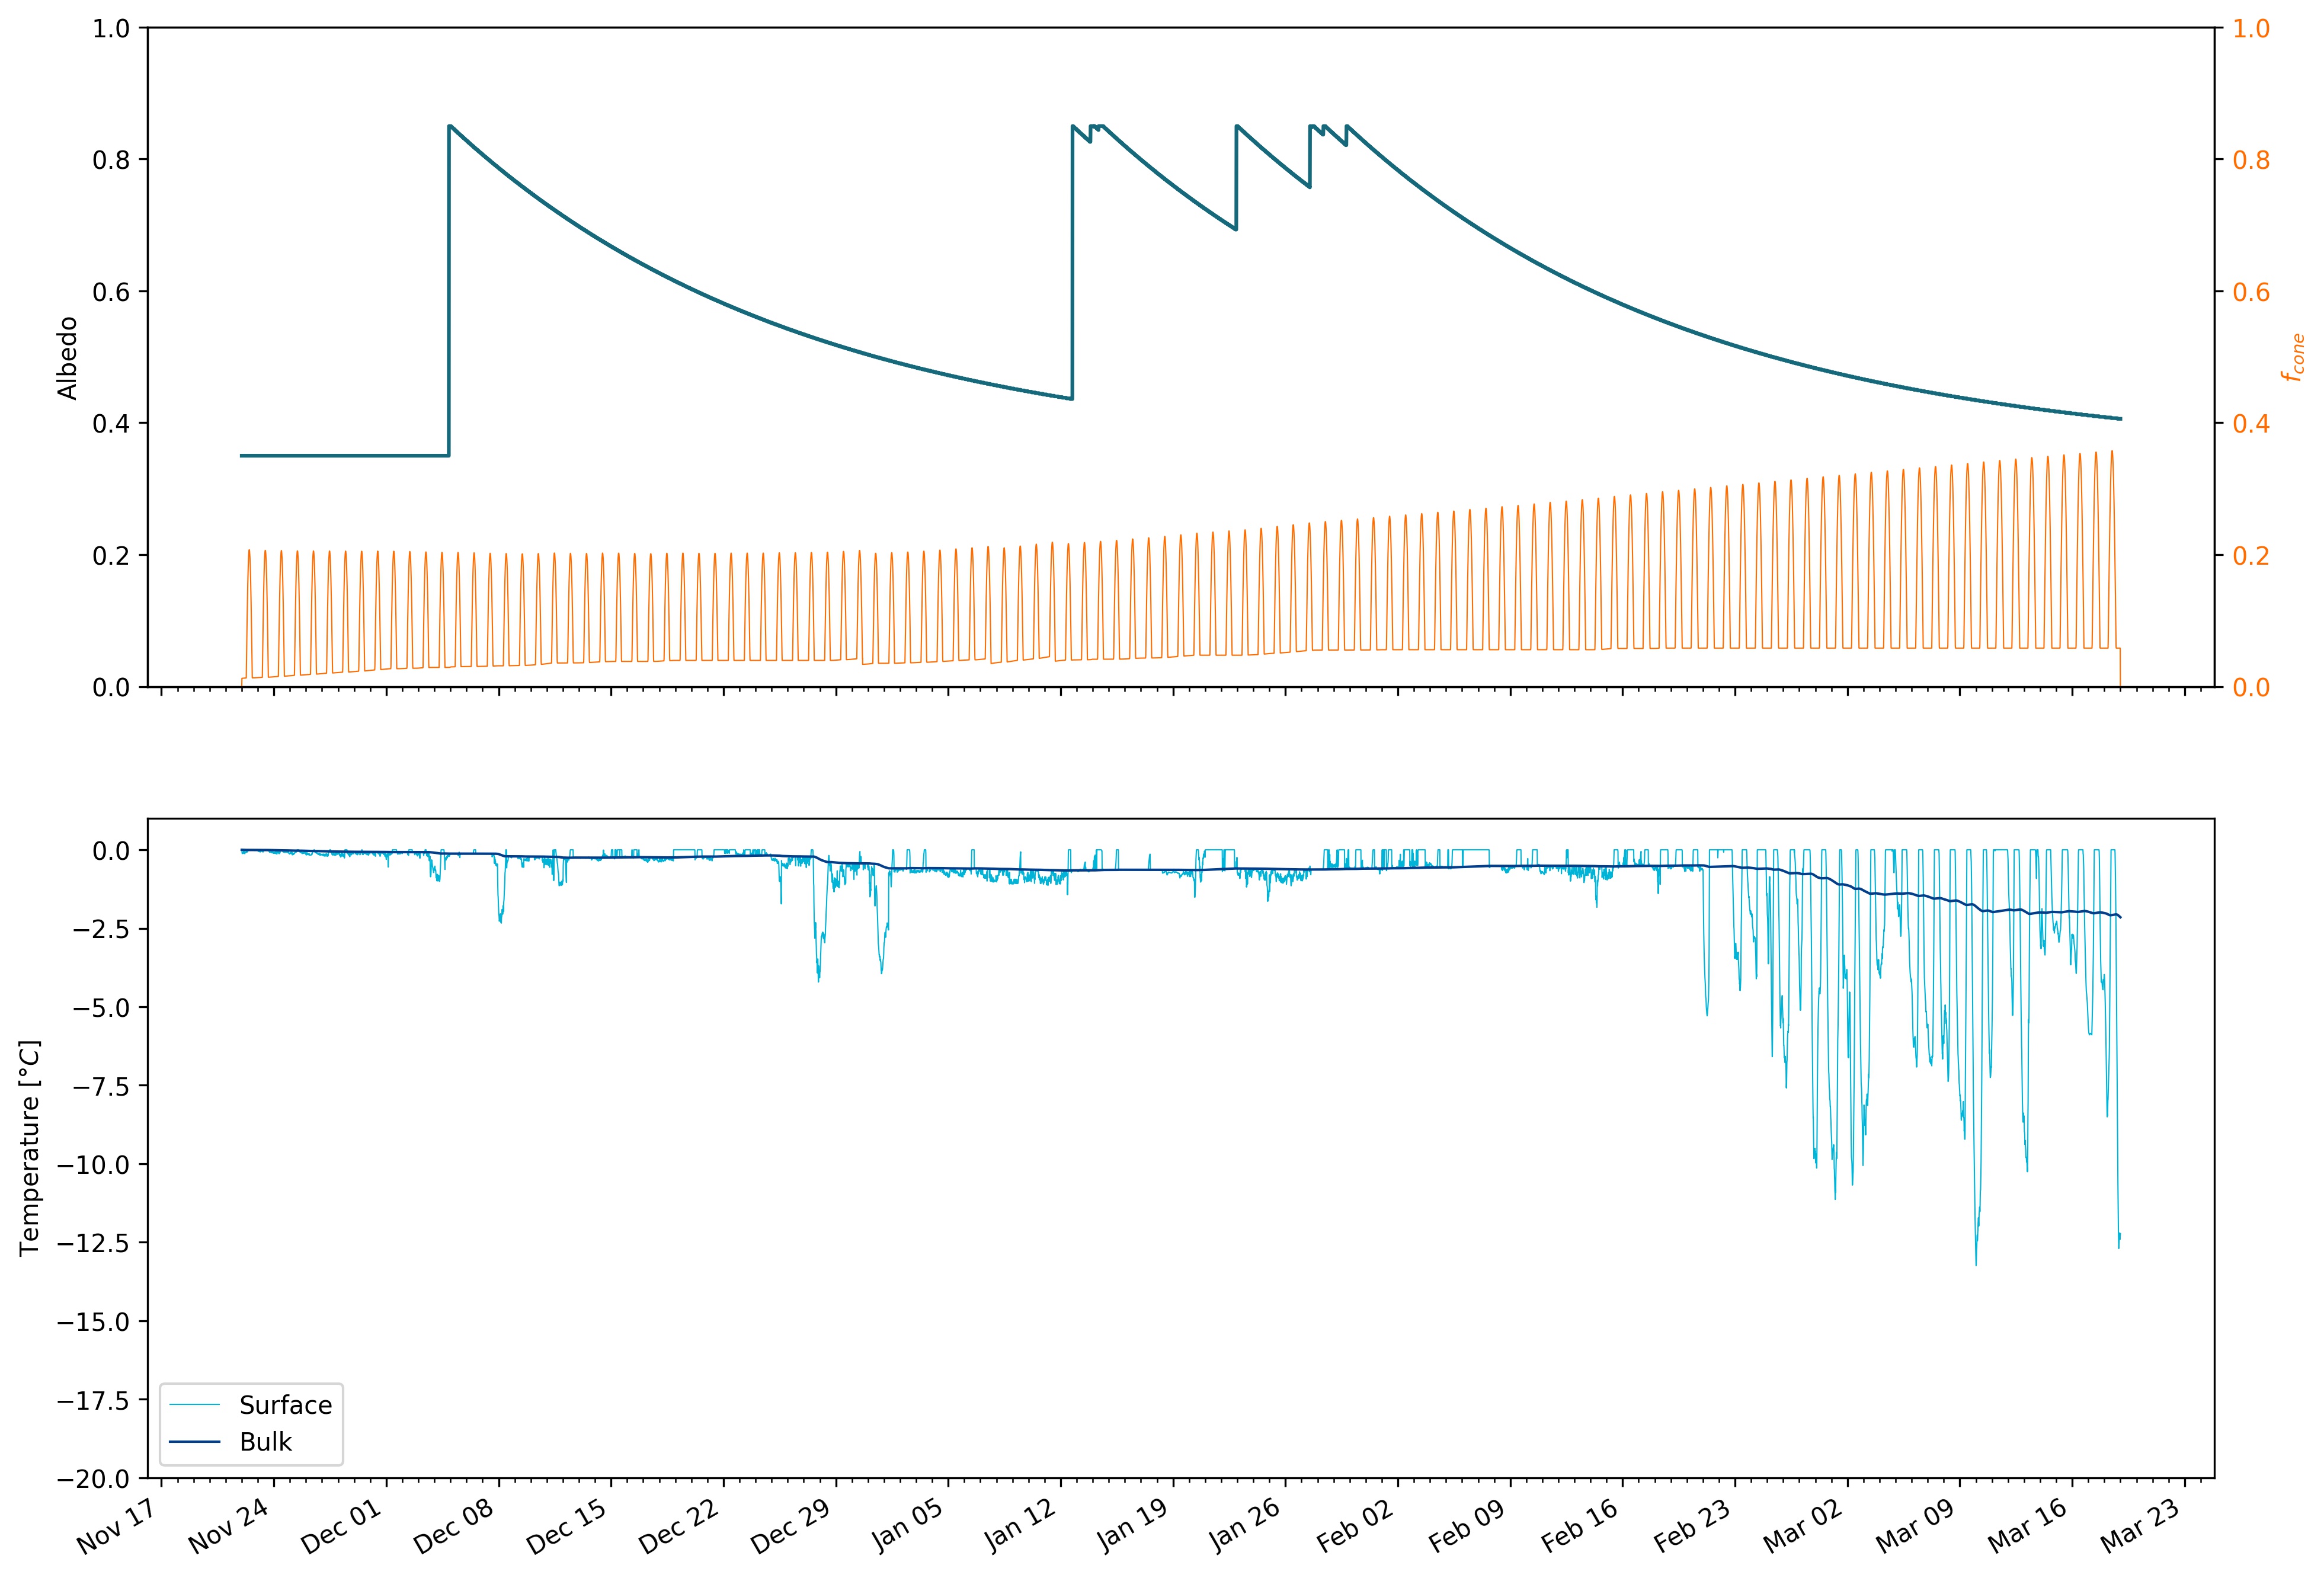 1.0
0.8
0.6
0.4
0.2
0.0
Albedo
1.0
0.8
0.6
0.4
0.2
0.0
f_cone
0.0
−2.5
−5.0
−7.5
−10.0
−12.5
−15.0
−17.5
−20.0
Temperature [°C]
Surface
Bulk
Nov 17
Nov 24
Dec 01
Dec 08
Dec 15
Dec 22
Dec 29
Jan 05
Jan 12
Jan 19
Jan 26
Feb 02
Feb 09
Feb 16
Feb 23
Mar 02
Mar 09
Mar 16
Mar 23